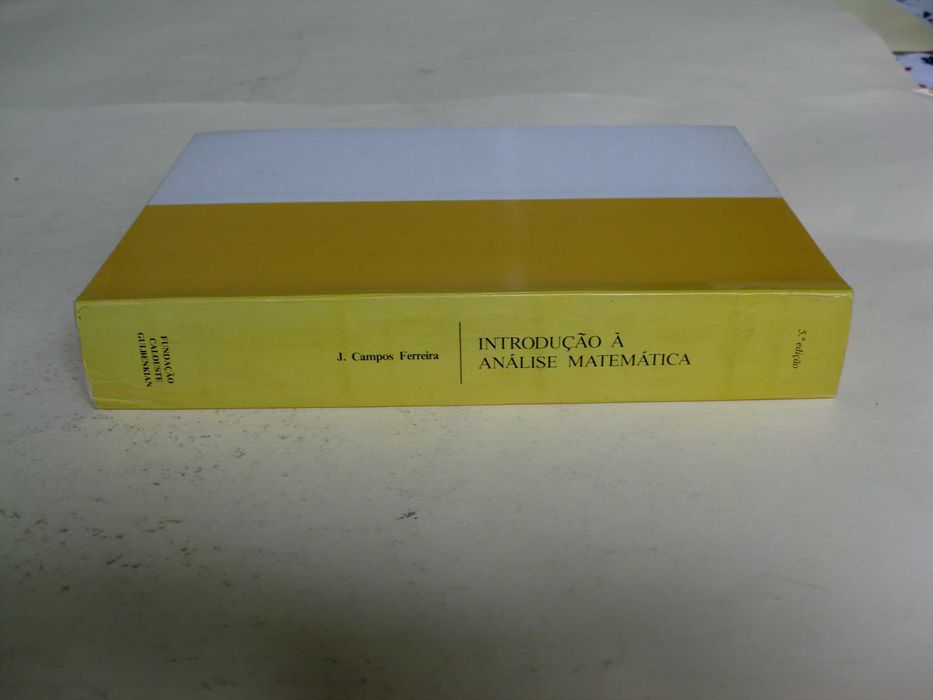 FUNDAÇÃO
CALOUSTE
GULBENKIAN
J. Campos Ferreira
INTRODUÇÃO À
ANÁLISE MATEMÁTICA
5.ª edição